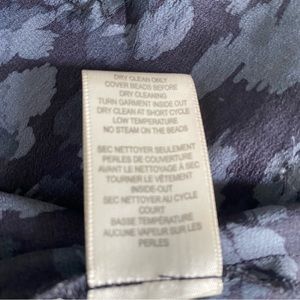 DRY CLEAN ONLY
COVER BEADS BEFORE
DRY CLEANING
TURN GARMENT INSIDE OUT
DRY CLEAN AT SHORT CYCLE
LOW TEMPERATURE
NO STEAM ON THE BEADS
SEC NETTOYER SEULEMENT
PERLES DE COUVERTURE
AVANT LE NETTOYAGE À SEC
TOURNER LE VÊTEMENT
INSIDE-OUT
SEC NETTOYER AU CYCLE
COURT
BASSE TEMPÉRATURE
AUCUNE VAPEUR SUR LES
PERLES